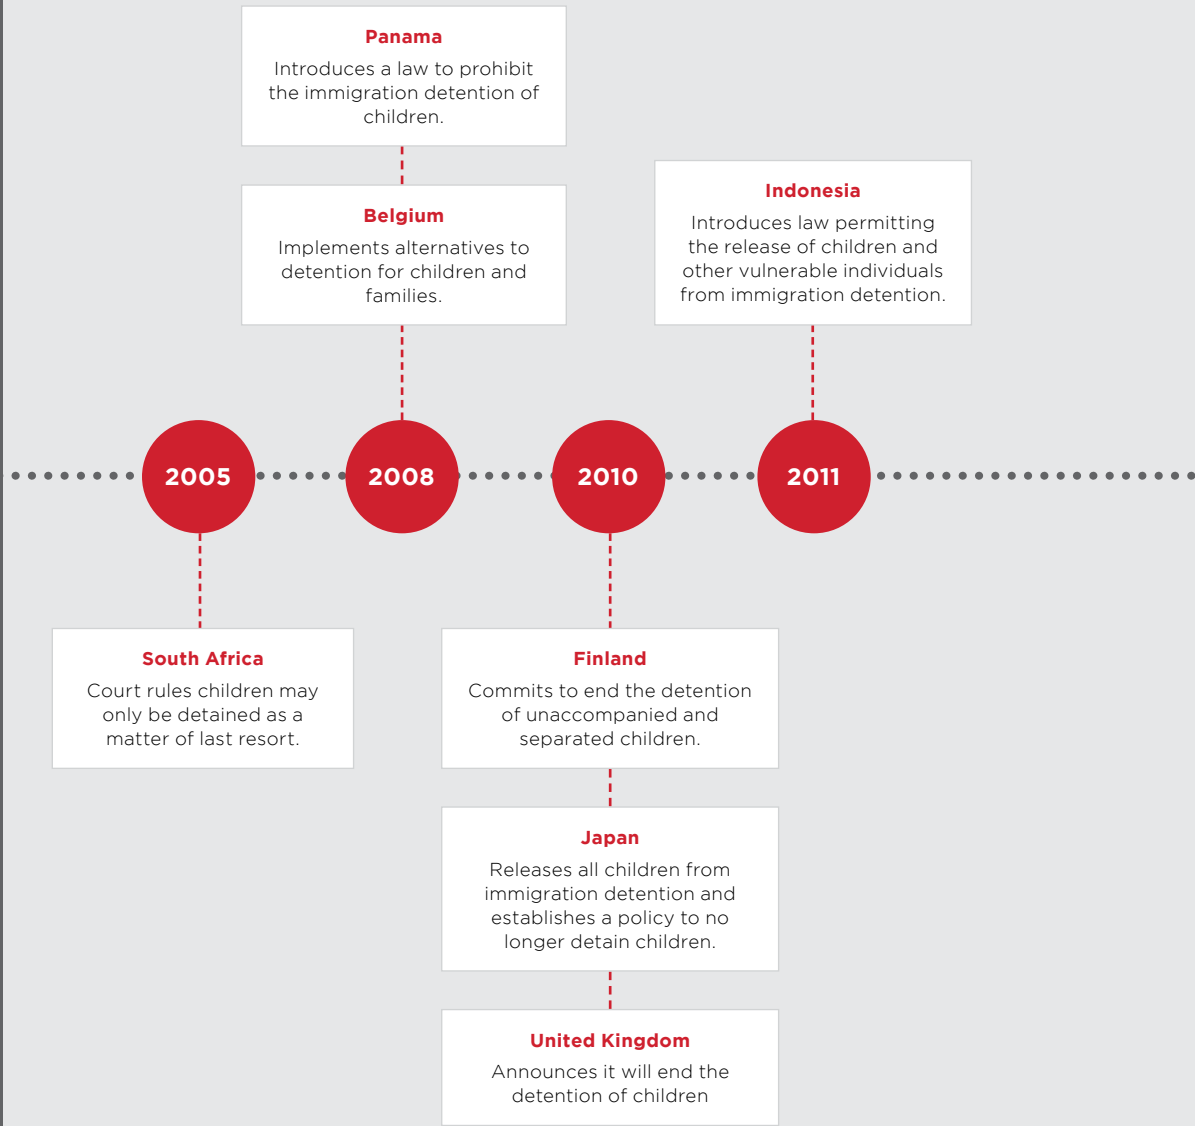 Panama
Introduces a law to prohibit
the immigration detention of
children.
Belgium
Implements alternatives to
detention for children and
families.
Indonesia
Introduces law permitting
the release of children and
other vulnerable individuals
from immigration detention.
2005
2008
2010
2011
South Africa
Court rules children may
only be detained as a
matter of last resort.
Finland
Commits to end the detention
of unaccompanied and
separated children.
Japan
Releases all children from
immigration detention and
establishes a policy to no
longer detain children.
United Kingdom
Announces it will end the
detention of children